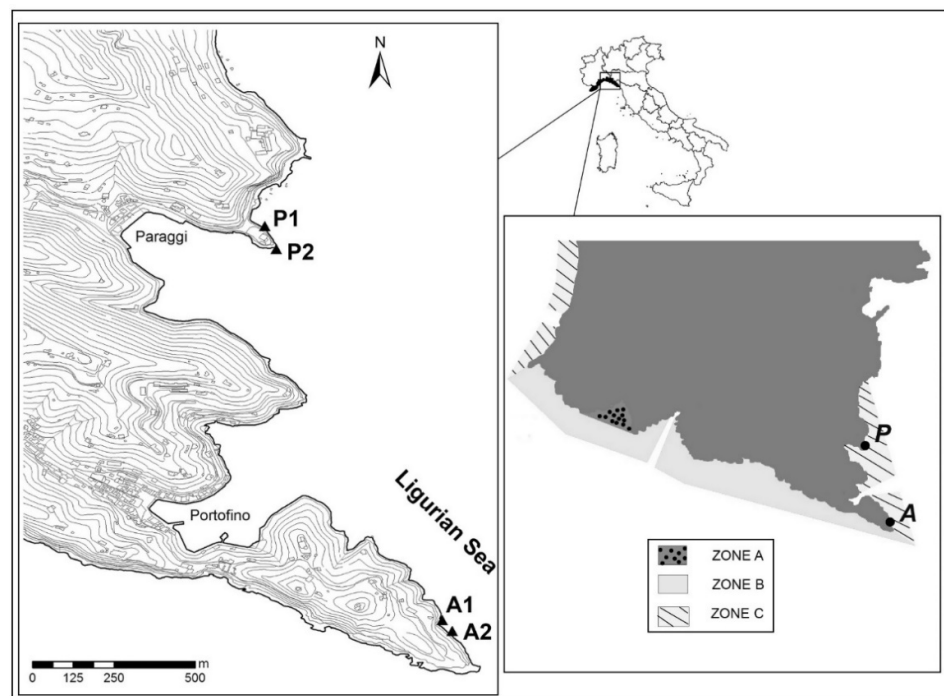 N
P1
P2
Paraggi
Ligurian Sea
Portofino
A1
A2
m
0 125 250 500
P
A
ZONE A
ZONE B
ZONE C